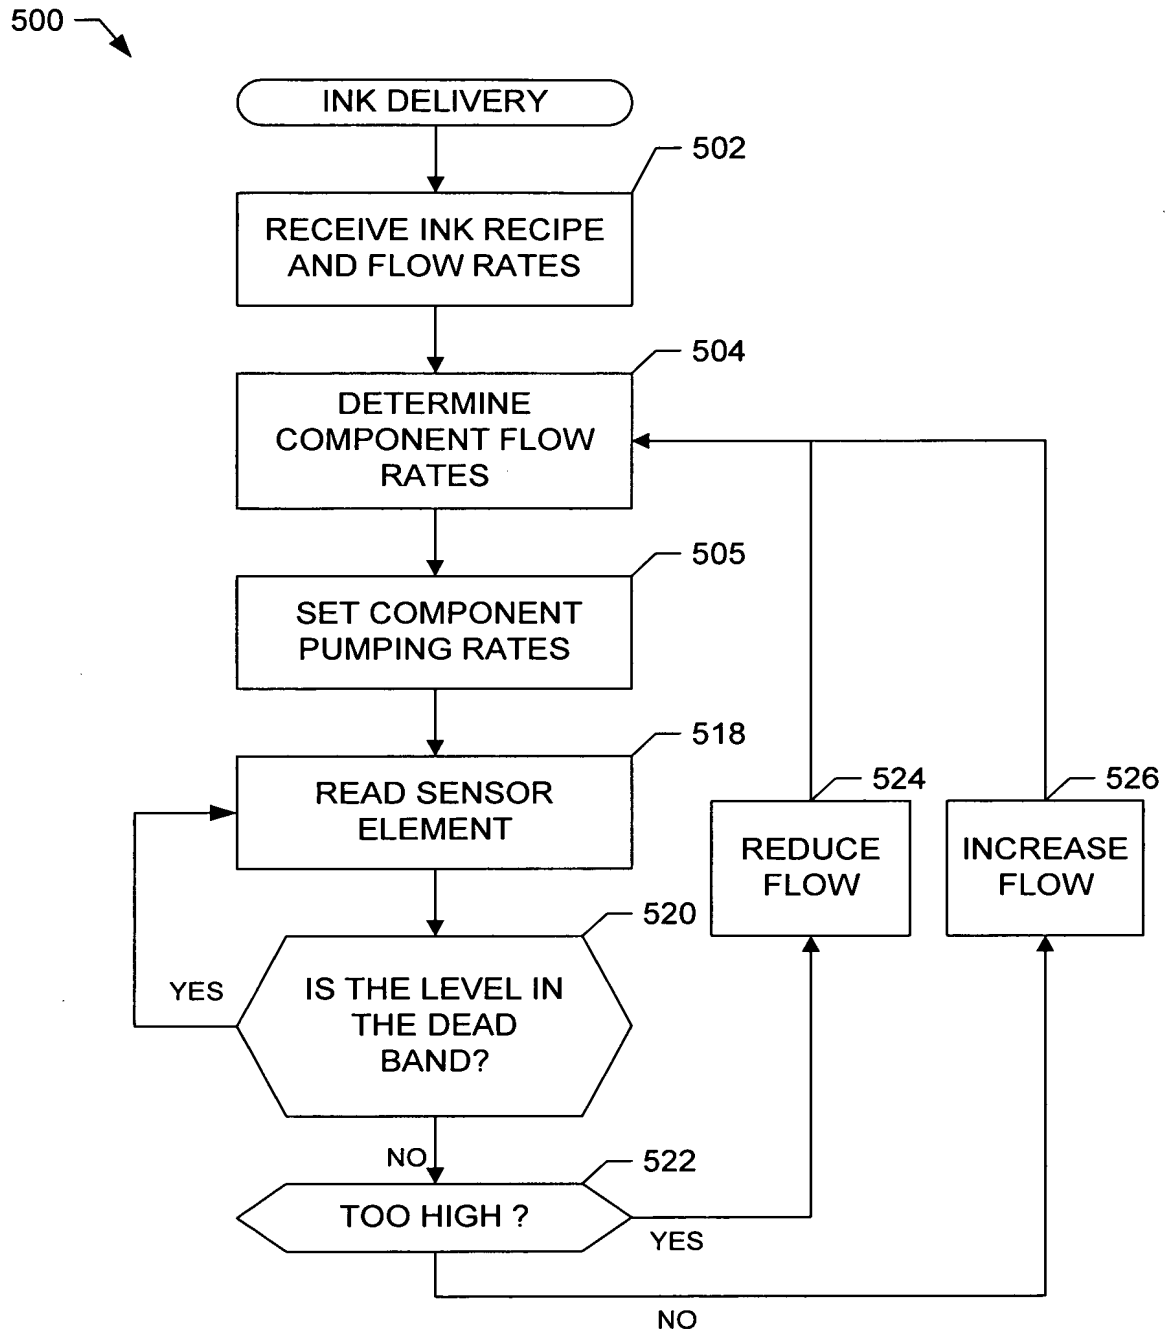 500
INK DELIVERY
502
RECEIVE INK RECIPE
AND FLOW RATES
504
DETERMINE
COMPONENT FLOW
RATES
505
SET COMPONENT
PUMPING RATES
518
READ SENSOR
ELEMENT
524
REDUCE
FLOW
526
INCREASE
FLOW
520
YES
IS THE LEVEL IN
THE DEAD
BAND?
NO
522
TOO HIGH ?
YES
NO